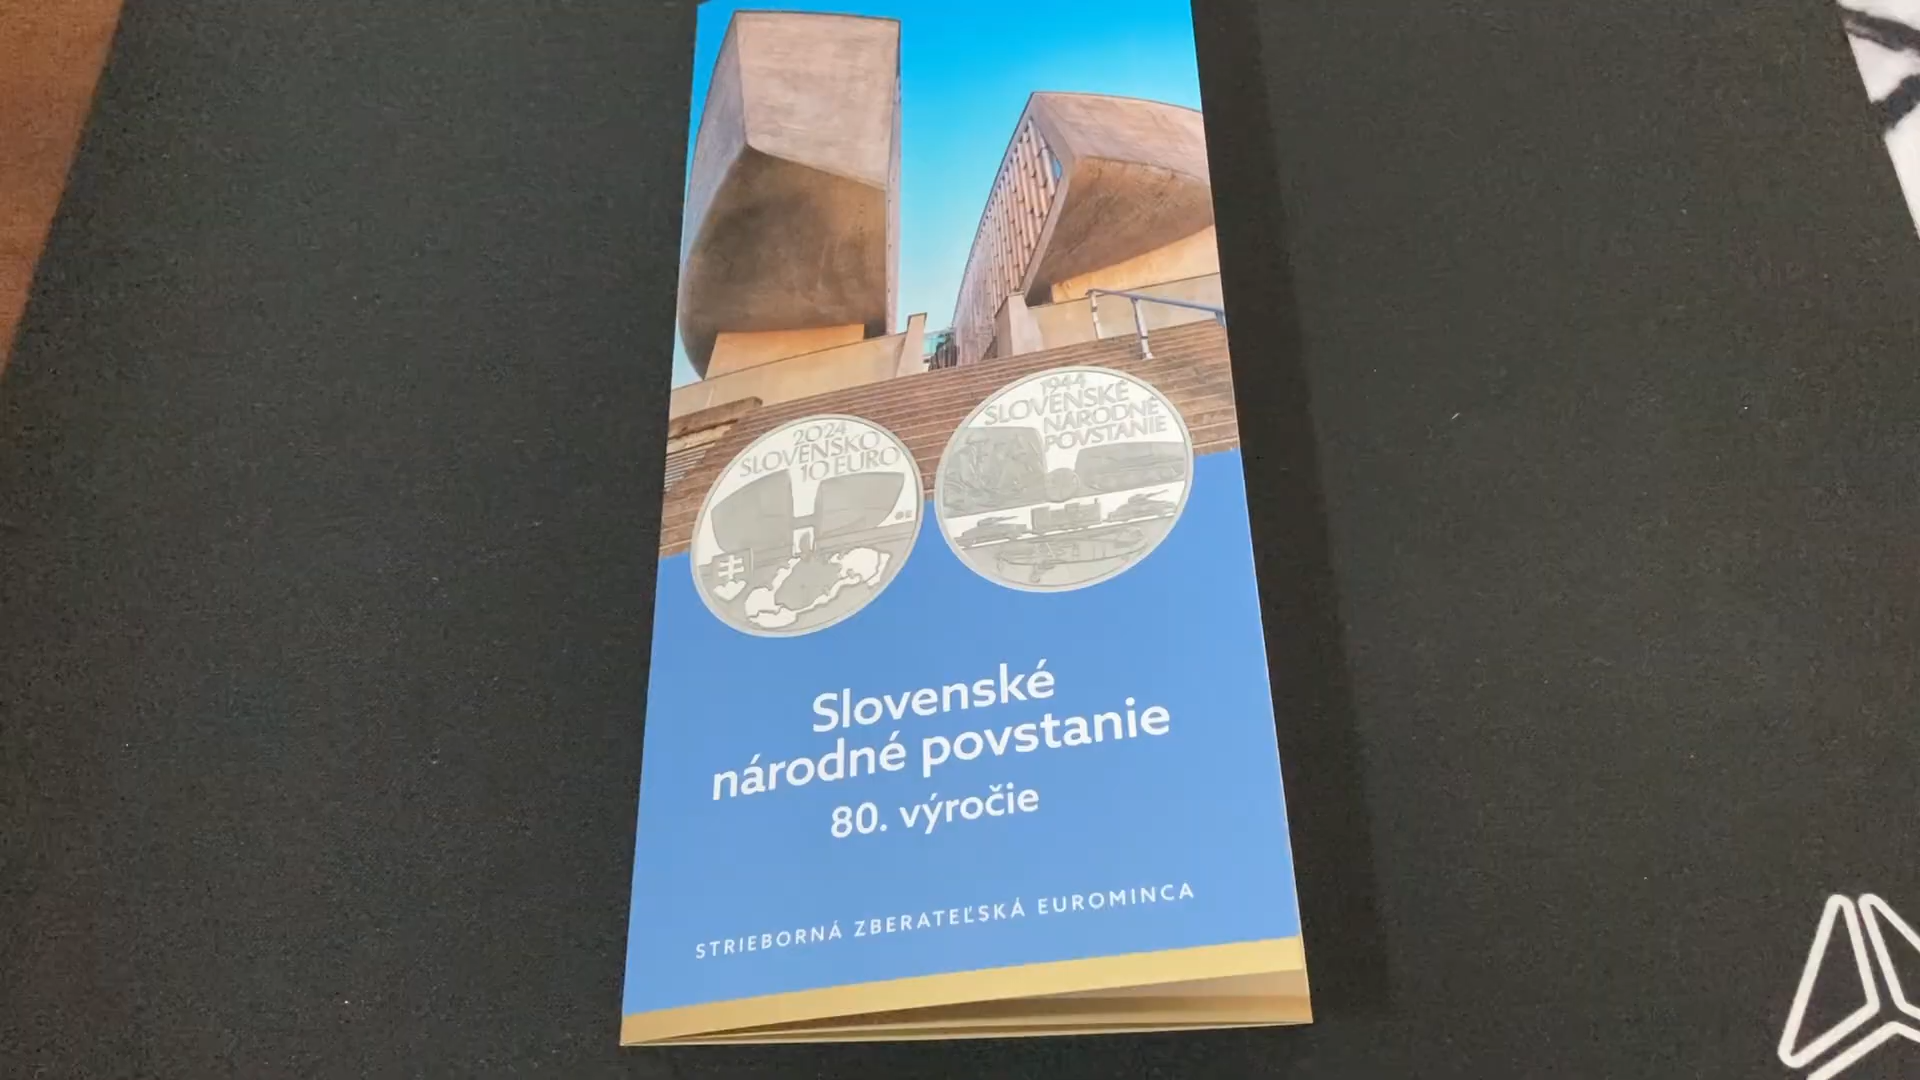 2024
SLOVENSKO
10 EURO
1944
SLOVENSKÉ
NÁRODNÉ
POVSTANIE
Slovenské
národné povstanie
80. výročie
STRIEBORNÁ ZBERATEĽSKÁ EUROMINCA